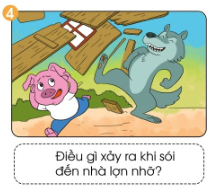 4
Điều gì xảy ra khi sói
đến nhà lợn nhỡ?